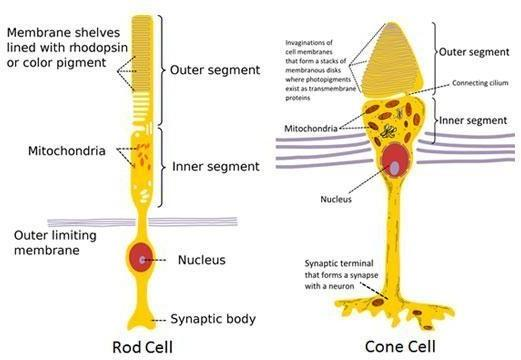 Membrane shelves
lined with rhodopsin
or color pigment
Outer segment
Mitochondria
Inner segment
Outer limiting
membrane
Nucleus
Synaptic body
Rod Cell
Invaginations of
cell membranes
that form a stacks of
membranous disks
where photopigments
exist as transmembrane
proteins
Outer segment
Connecting cilium
Inner segment
Mitochondria
Nucleus
Synaptic terminal
that forms a synapse
with a neuron
Cone Cell